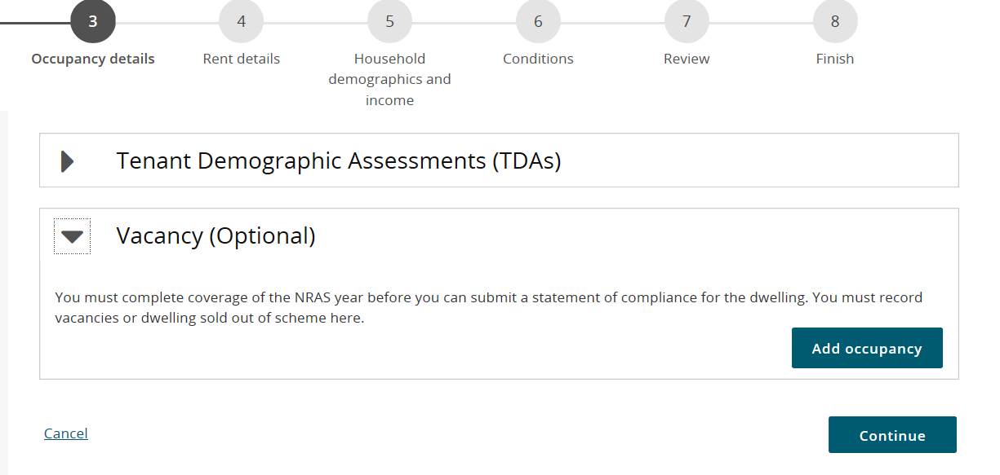 3
4
5
6
7
8
Occupancy details
Rent details
Household
demographics and
income
Conditions
Review
Finish
Tenant Demographic Assessments (TDAs)
Vacancy (Optional)
You must complete coverage of the NRAS year before you can submit a statement of compliance for the dwelling. You must record
vacancies or dwelling sold out of scheme here.
Add occupancy
Cancel
Continue